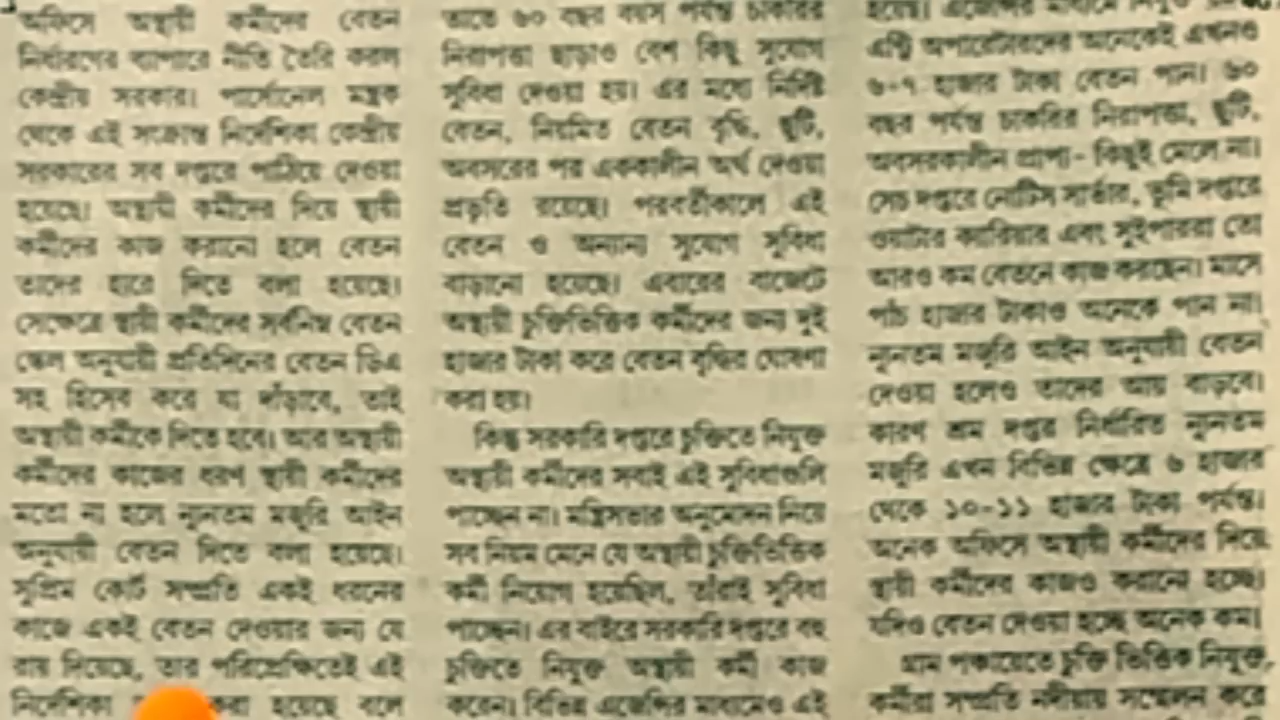 অফিসে অস্থায়ী কর্মীদের বেতন
নির্ধারণের ব্যাপারে নীতি তৈরি করল
কেন্দ্রীয় সরকার। পার্সোনেল মন্ত্রক
থেকে এই সংক্রান্ত নির্দেশিকা কেন্দ্রীয়
সরকারের সব দপ্তরে পাঠিয়ে দেওয়া
হয়েছে। অস্থায়ী কর্মীদের দিয়ে স্থায়ী
কর্মীদের কাজ করানো হলে বেতন
তাদের হারে দিতে বলা হয়েছে।
সেক্ষেত্রে স্থায়ী কর্মীদের সর্বনিম্ন বেতন
স্কেল অনুযায়ী প্রতিদিনের বেতন ডিএ
সহ হিসেব করে যা দাঁড়াবে, তাই
অস্থায়ী কর্মীকে দিতে হবে। আর অস্থায়ী
কর্মীদের কাজের ধরণ স্থায়ী কর্মীদের
মতো না হলে ন্যূনতম মজুরি আইন
অনুযায়ী বেতন দিতে বলা হয়েছে।
সুপ্রিম কোর্ট সম্প্রতি একই ধরনের
কাজে একই বেতন দেওয়ার জন্য যে
রায় দিয়েছে, তার পরিপ্রেক্ষিতেই এই
নির্দেশিকা করা হয়েছে বলে
তাতে ৬০ বছর বয়স পর্যন্ত চাকরির
নিরাপত্তা ছাড়াও বেশ কিছু সুযোগ
সুবিধা দেওয়া হয়। এর মধ্যে নির্দিষ্ট
বেতন, নিয়মিত বেতন বৃদ্ধি, ছুটি,
অবসরের পর এককালীন অর্থ দেওয়া
প্রভৃতি রয়েছে। পরবর্তীকালে এই
বেতন ও অন্যান্য সুযোগ সুবিধা
বাড়ানো হয়েছে। এবারের বাজেটে
অস্থায়ী চুক্তিভিত্তিক কর্মীদের জন্য দুই
হাজার টাকা করে বেতন বৃদ্ধির ঘোষণা
করা হয়।
কিন্তু সরকারি দপ্তরে চুক্তিতে নিযুক্ত
অস্থায়ী কর্মীদের সবাই এই সুবিধাগুলি
পাচ্ছেন না। মন্ত্রিসভার অনুমোদন নিয়ে
সব নিয়ম মেনে যে অস্থায়ী চুক্তিভিত্তিক
কর্মী নিয়োগ হয়েছিল, তাঁরাই সুবিধা
পাচ্ছেন। এর বাইরে সরকারি দপ্তরে বহু
চুক্তিতে নিযুক্ত অস্থায়ী কর্মী কাজ
করেন। বিভিন্ন এজেন্সির মাধ্যমেও এই
হয়েছে। এজেন্সির মাধ্যমে নিযুক্ত
এন্ট্রি অপারেটারদের অনেকেই এখনও
৬-৭ হাজার টাকা বেতন পান। ৬০
বছর পর্যন্ত চাকরির নিরাপত্তা, ছুটি,
অবসরকালীন প্রাপ্য- কিছুই মেলে না।
সেচ দপ্তরে নোটিস সার্ভার, ভূমি দপ্তরে
ওয়াটার ক্যারিয়ার এবং সুইপাররা তো
আরও কম বেতনে কাজ করছেন। মাসে
পাঁচ হাজার টাকাও অনেকে পান না।
ন্যূনতম মজুরি আইন অনুযায়ী বেতন
দেওয়া হলেও তাদের আয় বাড়বে।
কারণ শ্রম দপ্তর নির্ধারিত ন্যূনতম
মজুরি এখন বিভিন্ন ক্ষেত্রে ৬ হাজার
থেকে ১০-১১ হাজার টাকা পর্যন্ত।
অনেক অফিসে অস্থায়ী কর্মীদের দিয়ে
স্থায়ী কর্মীদের কাজও করানো হচ্ছে।
যদিও বেতন দেওয়া হচ্ছে অনেক কম।
গ্রাম পঞ্চায়েতে চুক্তি ভিত্তিক নিযুক্ত
কর্মীরা সম্প্রতি নদীয়ায় সম্মেলন করে